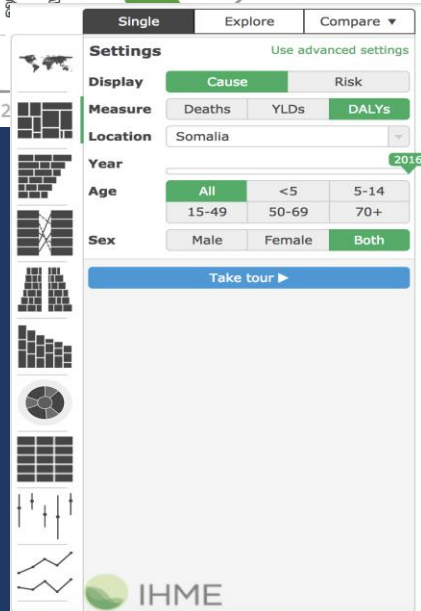 Single Explore Compare ▼
Settings Use advanced settings
Display Cause Risk
Measure Deaths YLDs DALYs
Location Somalia
Year 2016
Age All <5 5-14
15-49 50-69 70+
Sex Male Female Both
Take tour ▶
IHME